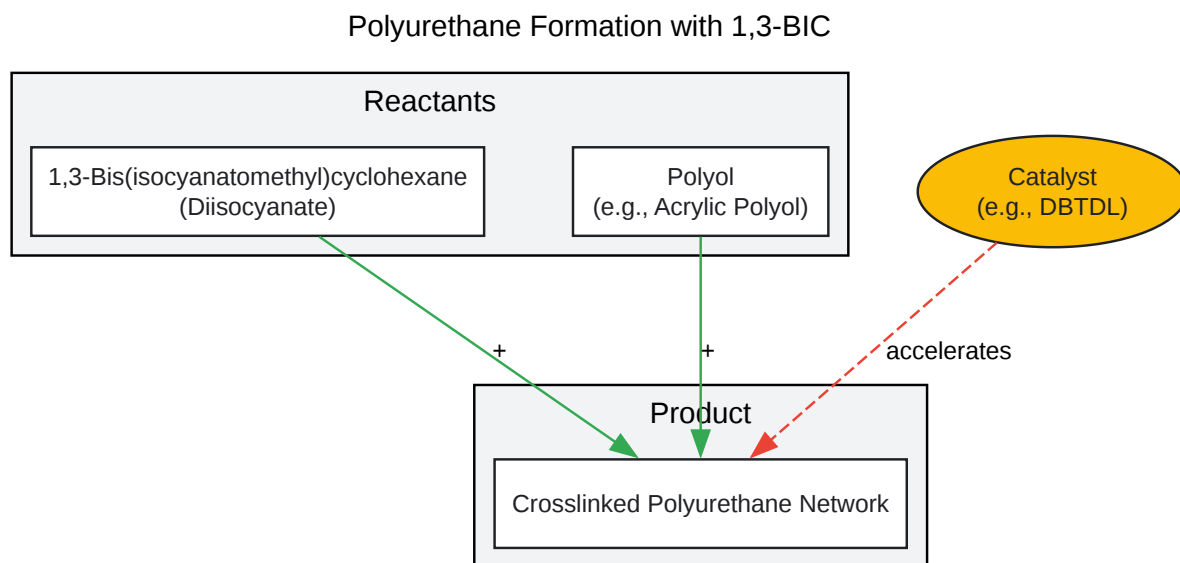 Polyurethane Formation with 1,3-BIC
Reactants
1,3-Bis(isocyanatomethyl)cyclohexane
(Diisocyanate)
Polyol
(e.g., Acrylic Polyol)
Catalyst
(e.g., DBTDL)
+
+
accelerates
Product
Crosslinked Polyurethane Network